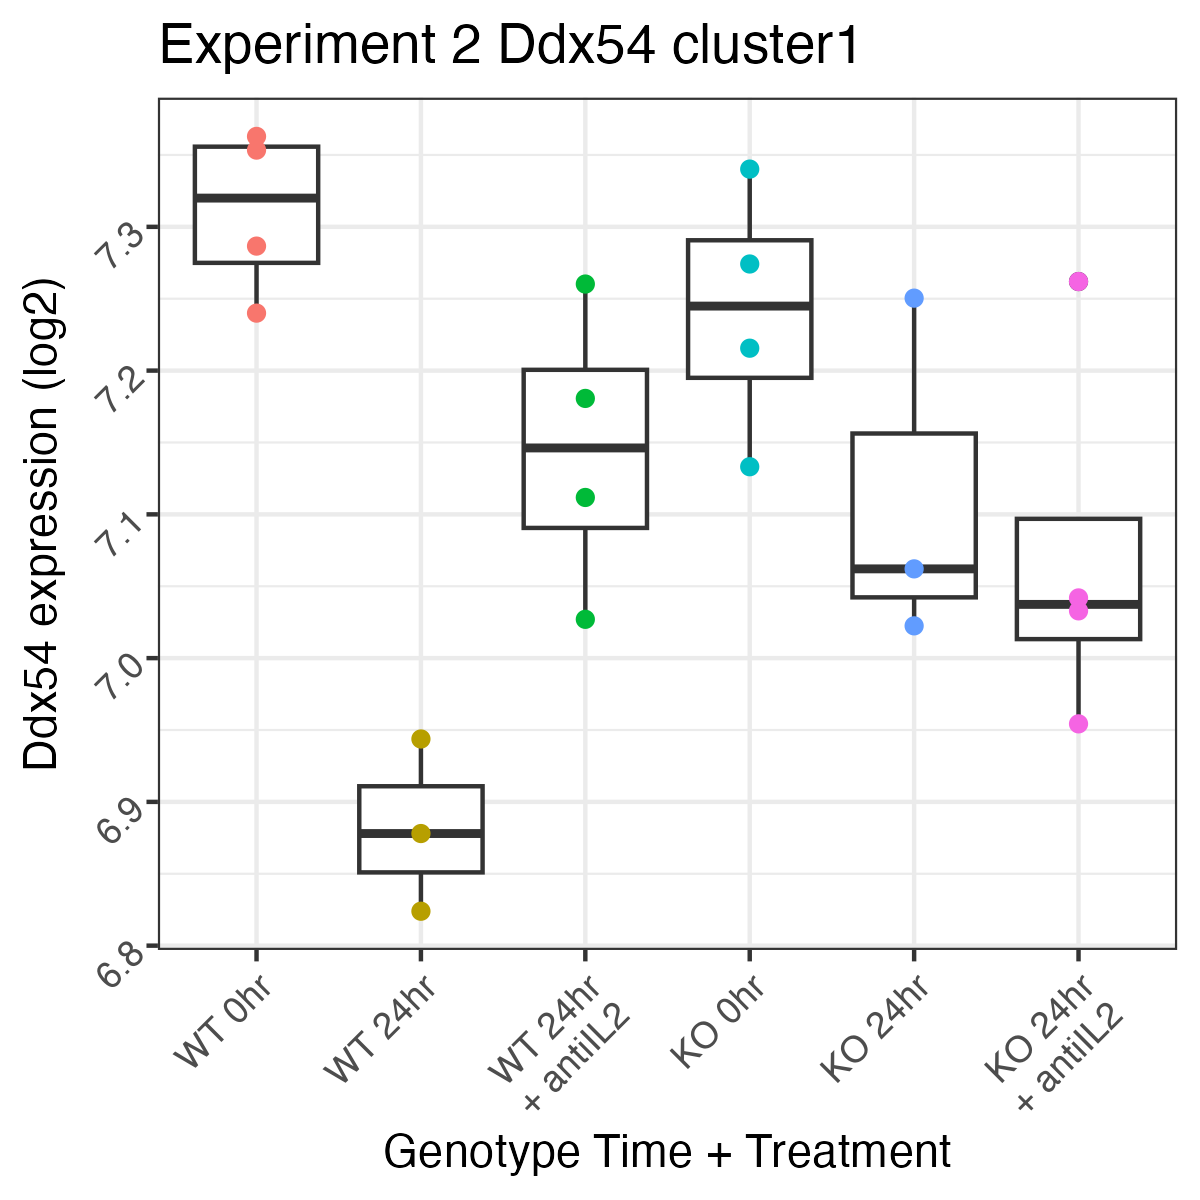 Experiment 2 Ddx54 cluster1
Ddx54 expression (log2)
7.3
7.2
7.1
7.0
6.9
6.8
WT 0hr
WT 24hr
WT 24hr
+ antiIL2
KO 0hr
KO 24hr
KO 24hr
+ antiIL2
Genotype Time + Treatment